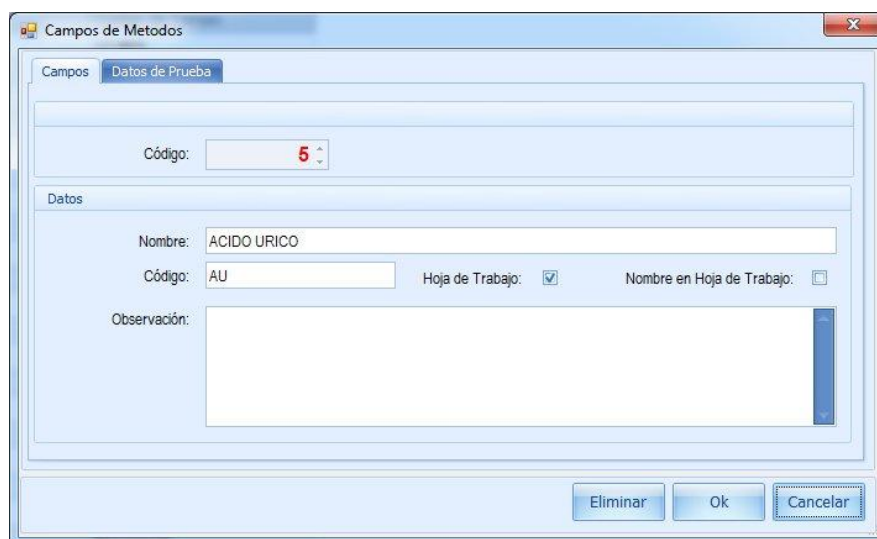 Campos de Metodos
Campos Datos de Prueba
Código: 5
Datos
Nombre: ACIDO URICO
Código: AU Hoja de Trabajo: Nombre en Hoja de Trabajo:
Observación:
Eliminar Ok Cancelar